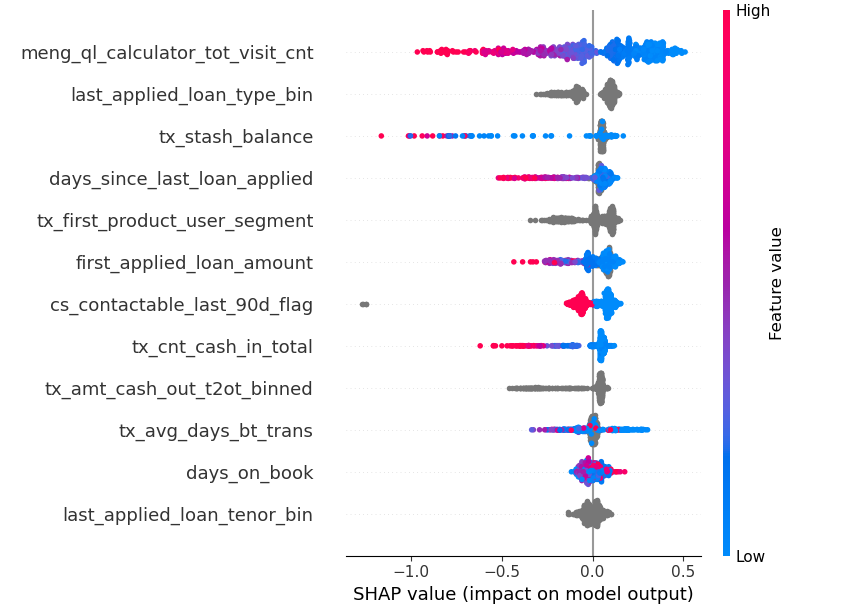 High
meng_ql_calculator_tot_visit_cnt
last_applied_loan_type_bin
tx_stash_balance
days_since_last_loan_applied
tx_first_product_user_segment
first_applied_loan_amount
cs_contactable_last_90d_flag
tx_cnt_cash_in_total
tx_amt_cash_out_t2ot_binned
tx_avg_days_bt_trans
days_on_book
last_applied_loan_tenor_bin
Feature value
Low
−1.0 −0.5 0.0 0.5
SHAP value (impact on model output)